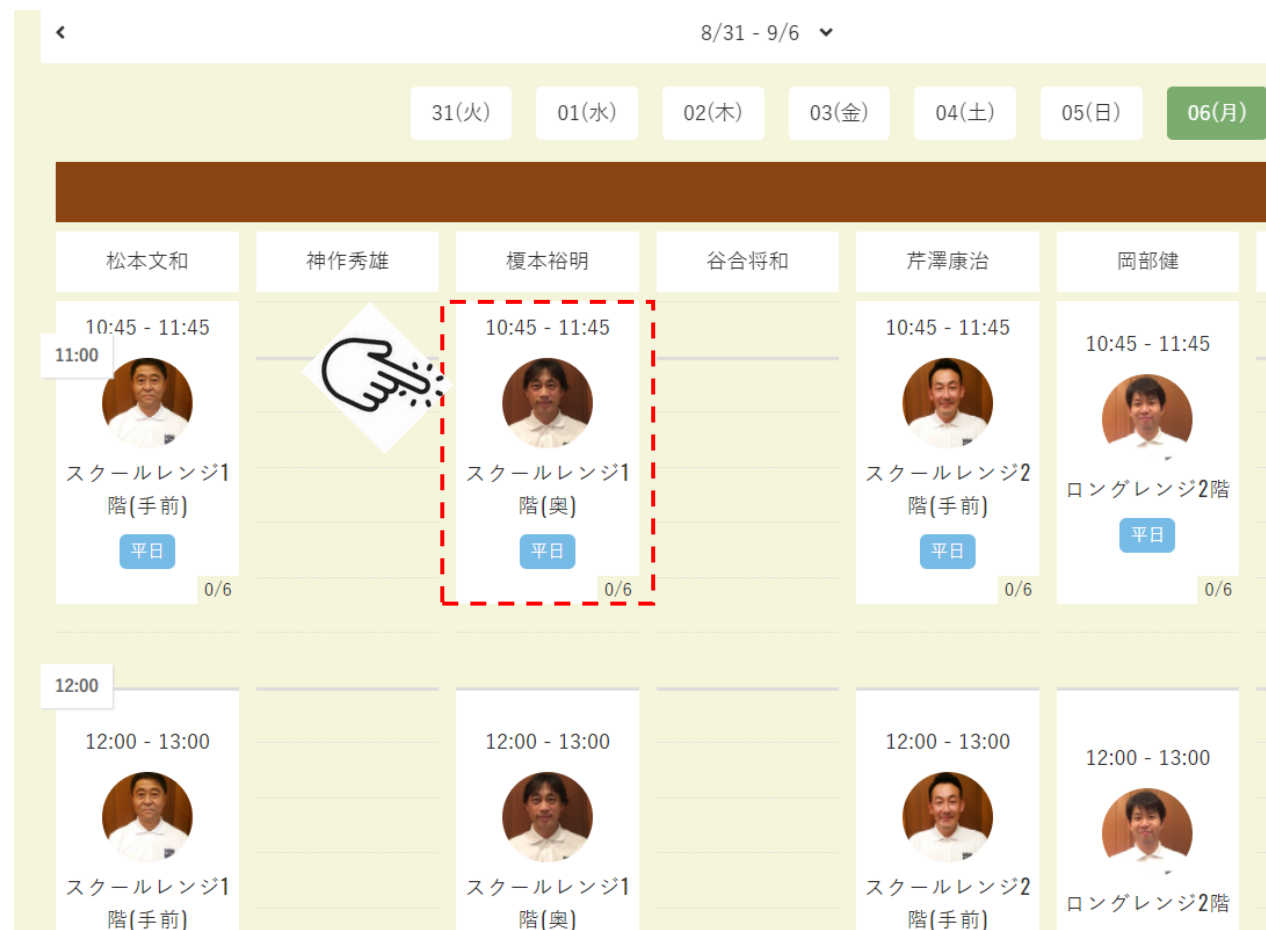 8/31 - 9/6
31(火) 01(水) 02(木) 03(金) 04(土) 05(日) 06(月)
松本文和 神作秀雄 榎本裕明 谷合将和 芹澤康治 岡部健
10:45 - 11:45 10:45 - 11:45 10:45 - 11:45 10:45 - 11:45
11:00
スクールレンジ1 スクールレンジ1 スクールレンジ2 ロングレンジ2階
階(手前) 階(奥) 階(手前)
平日 平日 平日 平日
0/6 0/6 0/6 0/6
12:00
12:00 - 13:00 12:00 - 13:00 12:00 - 13:00 12:00 - 13:00
スクールレンジ1 スクールレンジ1 スクールレンジ2 ロングレンジ2階
階(手前) 階(奥) 階(手前)